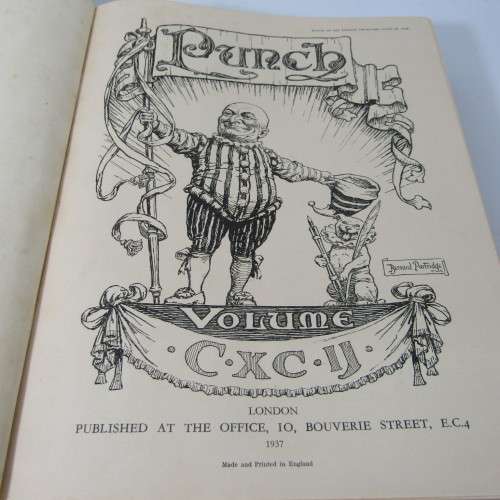 Punch
Bernard Partridge
VOLUME
·C·XC·IJ·
LONDON
PUBLISHED AT THE OFFICE, 10, BOUVERIE STREET, E.C.4
1937
Made and Printed in England